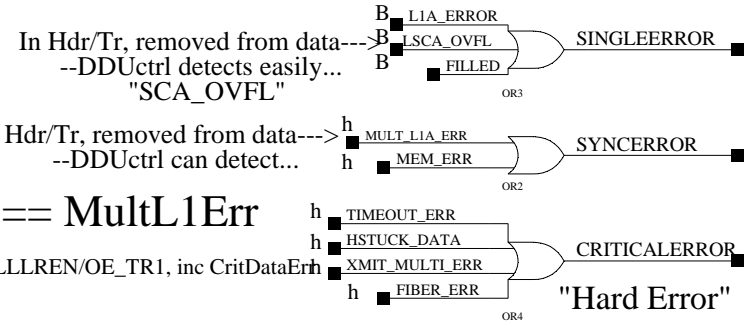 B L1A_ERROR
In Hdr/Tr, removed from data---> B LSCA_OVFL SINGLEERROR
--DDUctrl detects easily... B FILLED
"SCA_OVFL"
OR3
Hdr/Tr, removed from data---> h MULT_L1A_ERR SYNCERROR
--DDUctrl can detect... h MEM_ERR
OR2
== MultL1Err h TIMEOUT_ERR
h HSTUCK_DATA CRITICALERROR
LLLREN/OE_TR1, inc CritDataErr h XMIT_MULTI_ERR
h FIBER_ERR "Hard Error"
OR4